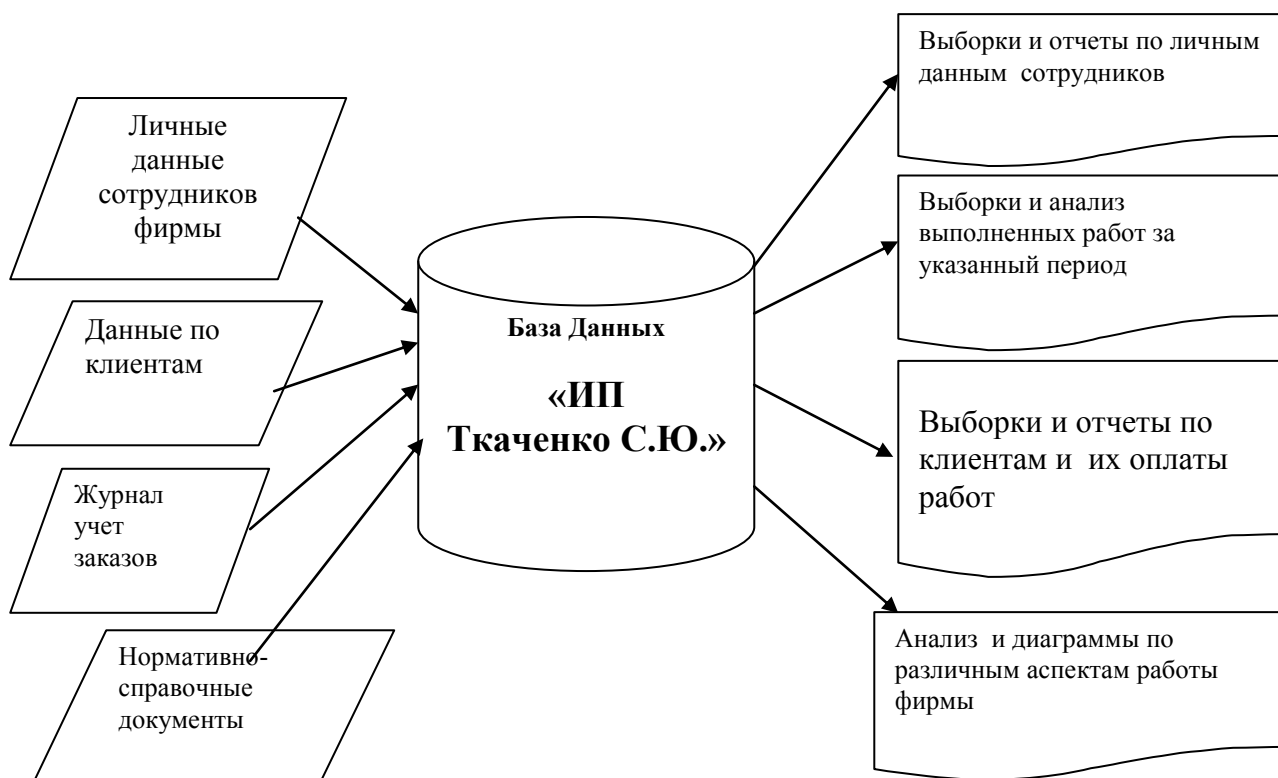 Личные
данные
сотрудников
фирмы
Данные по
клиентам
Журнал
учет
заказов
Нормативно-
справочные
документы
База Данных
«ИП
Ткаченко С.Ю.»
Выборки и отчеты по личным
данным сотрудников
Выборки и анализ
выполненных работ за
указанный период
Выборки и отчеты по
клиентам и их оплаты
работ
Анализ и диаграммы по
различным аспектам работы
фирмы